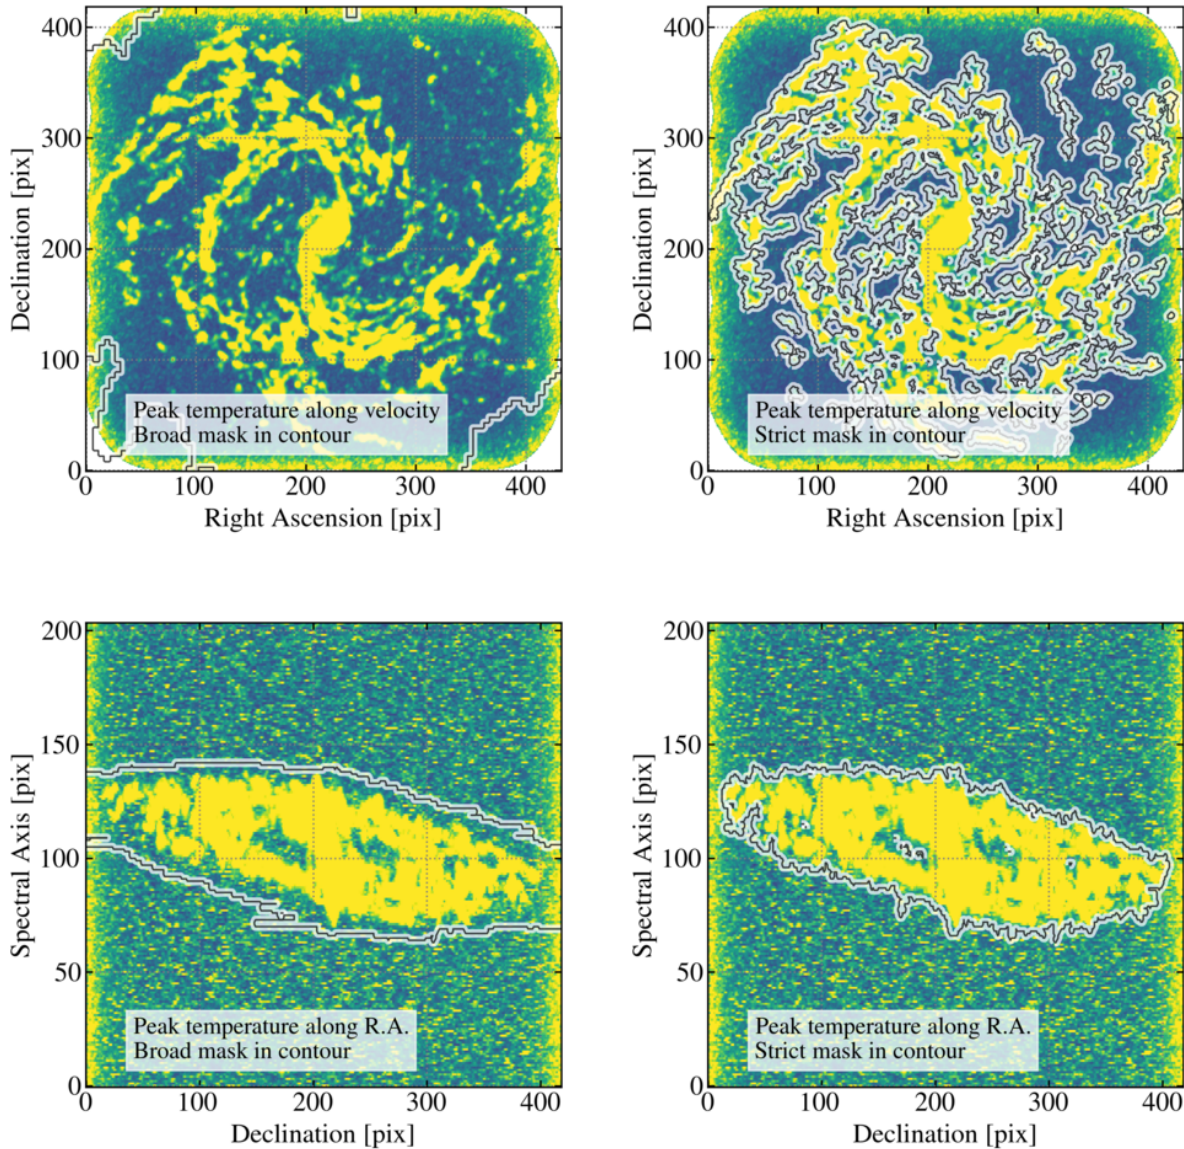 400
300
200
100
0
Declination [pix]
Peak temperature along velocity
Broad mask in contour
0 100 200 300 400
Right Ascension [pix]
400
300
200
100
0
Declination [pix]
Peak temperature along velocity
Strict mask in contour
0 100 200 300 400
Right Ascension [pix]
200
150
100
50
0
Spectral Axis [pix]
Peak temperature along R.A.
Broad mask in contour
0 100 200 300 400
Declination [pix]
200
150
100
50
0
Spectral Axis [pix]
Peak temperature along R.A.
Strict mask in contour
0 100 200 300 400
Declination [pix]